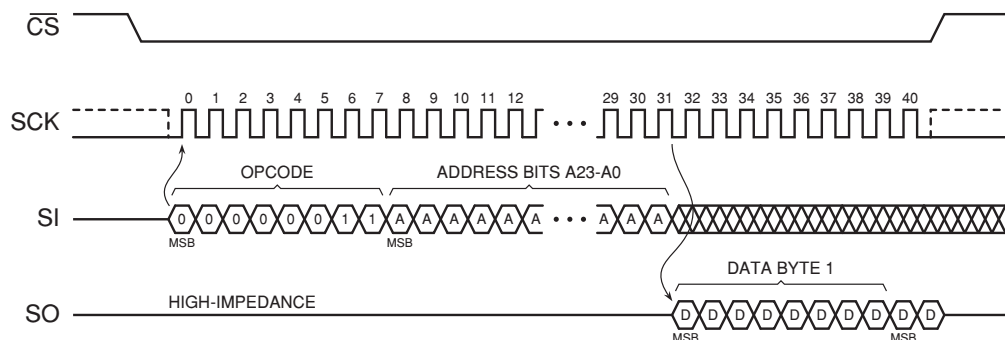 CS
0 1 2 3 4 5 6 7 8 9 10 11 12 29 30 31 32 33 34 35 36 37 38 39 40
SCK • • •
OPCODE ADDRESS BITS A23-A0
SI 0 0 0 0 0 0 1 1 A A A A A A • • • A A A
MSB MSB
DATA BYTE 1
HIGH-IMPEDANCE
SO D D D D D D D D D D
MSB MSB